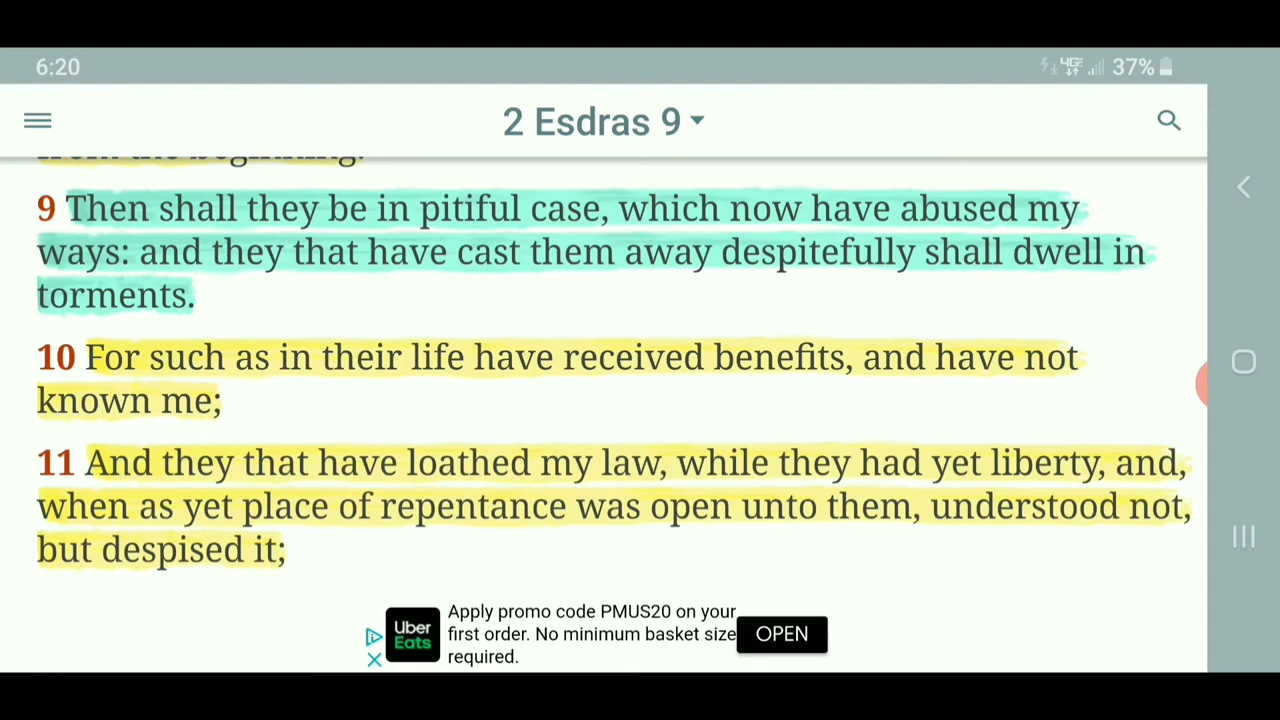 6:20
4GE 37%
2 Esdras 9
from the beginning.
9 Then shall they be in pitiful case, which now have abused my
ways: and they that have cast them away despitefully shall dwell in
torments.
10 For such as in their life have received benefits, and have not
known me;
11 And they that have loathed my law, while they had yet liberty, and,
when as yet place of repentance was open unto them, understood not,
but despised it;
Uber
Eats
Apply promo code PMUS20 on your
first order. No minimum basket size
required.
OPEN